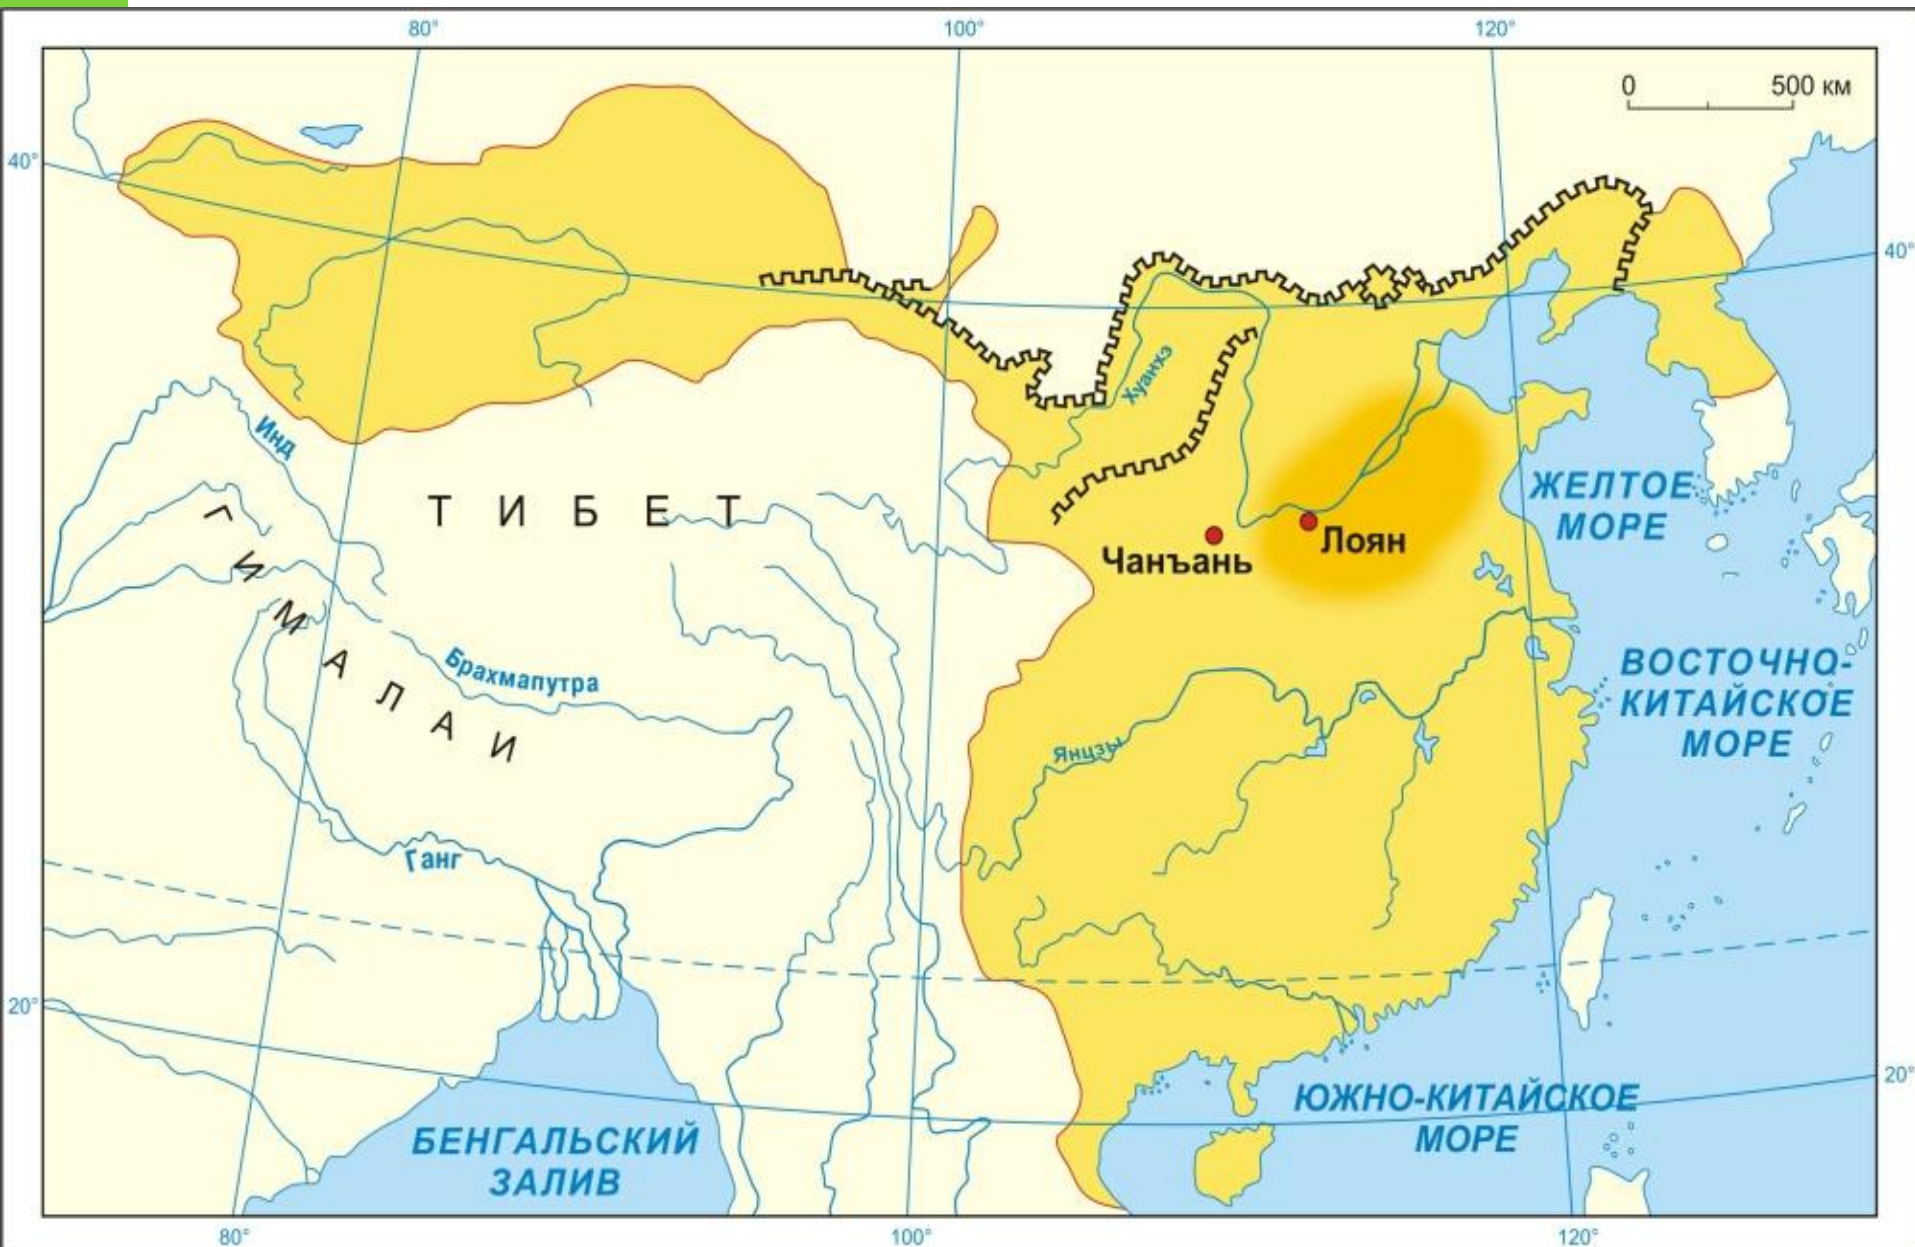 80°
100°
120°
0 500 км
40°
40°
Хуанхэ
Инд
ТИБЕТ
ЖЕЛТОЕ
МОРЕ
Лоян
Чанъань
ГИМАЛАИ
Брахмапутра
ВОСТОЧНО-
КИТАЙСКОЕ
МОРЕ
Янцзы
Ганг
20°
20°
ЮЖНО-КИТАЙСКОЕ
МОРЕ
БЕНГАЛЬСКИЙ
ЗАЛИВ
80°
100°
120°